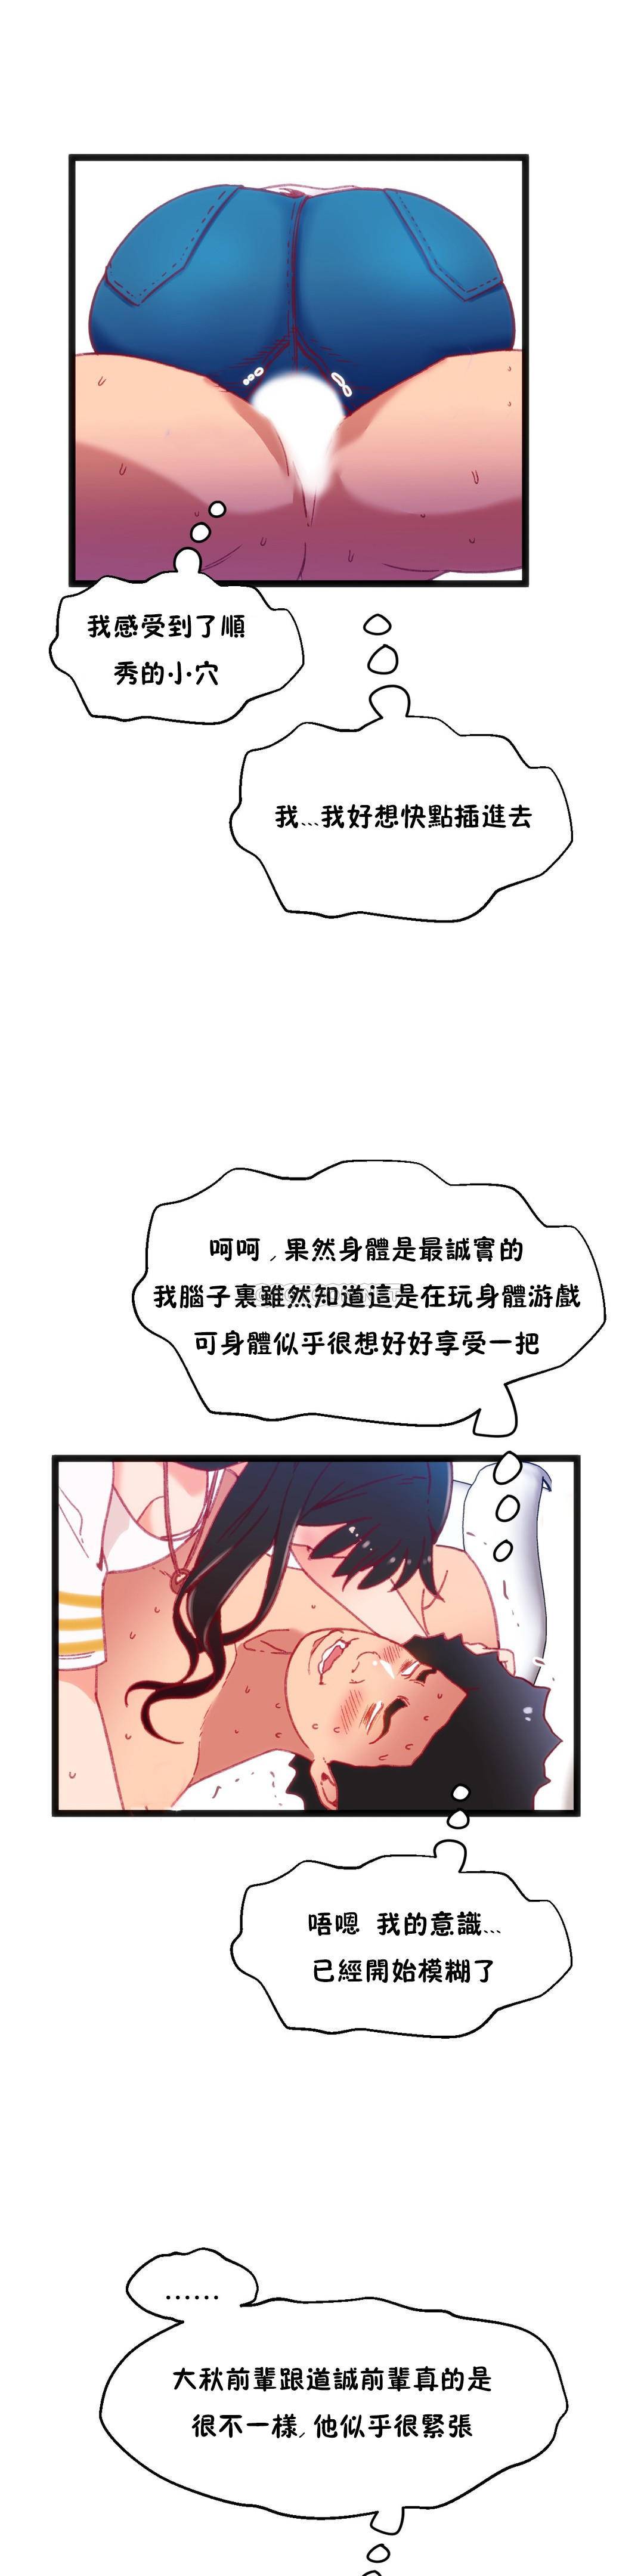 我感受到了順
秀的小穴
我...我好想快點插進去
呵呵,果然身體是最誠實的
我腦子裏雖然知道這是在玩身體游戲
可身體似乎很想好好享受一把
唔嗯 我的意識...
已經開始模糊了
......
大秋前輩跟道誠前輩真的是
很不一樣,他似乎很緊張